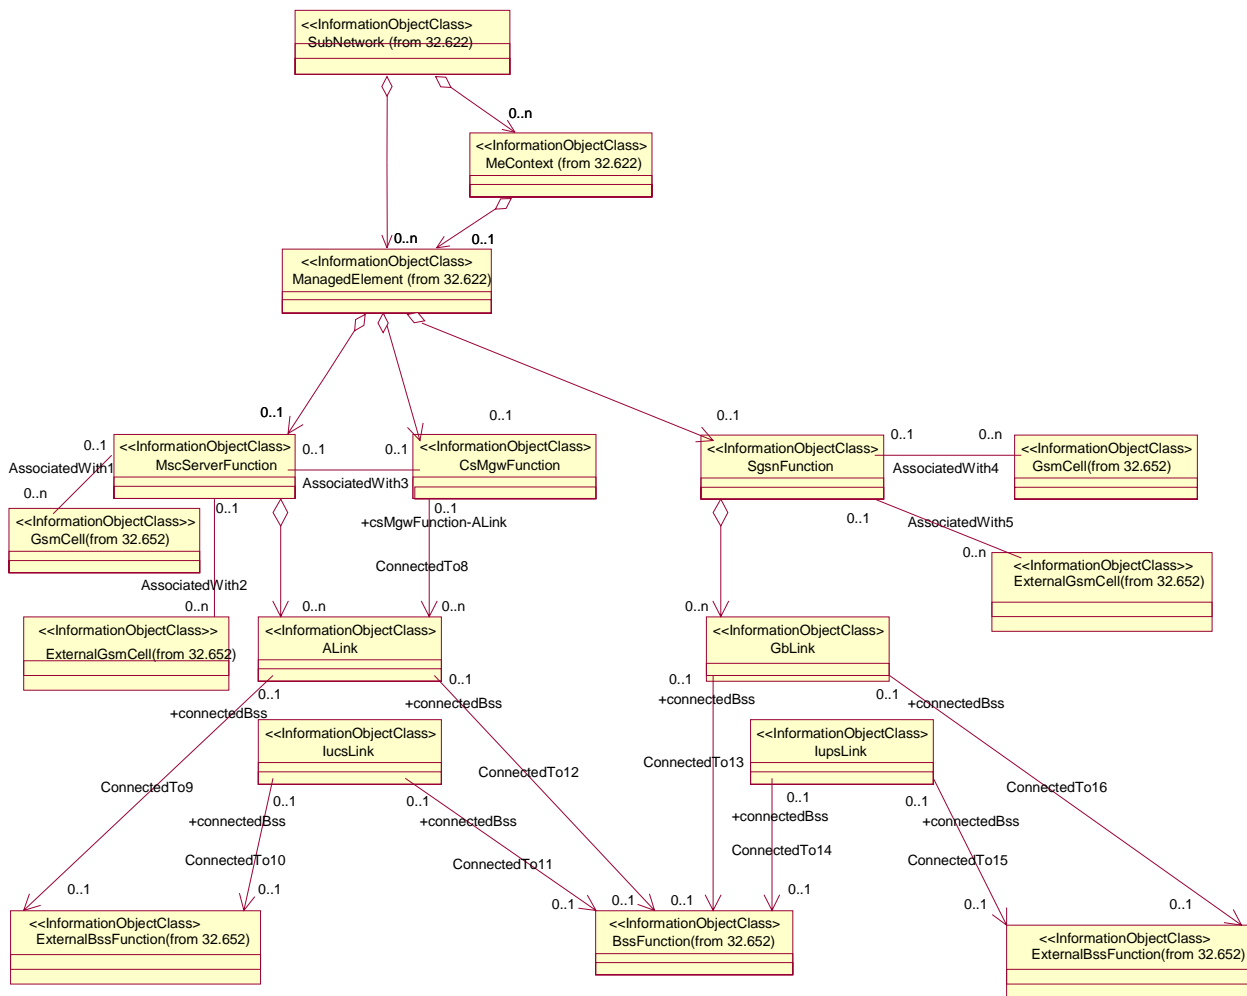 <<InformationObjectClass>
SubNetwork (from 32.622)
0..n
<<InformationObjectClass>
MeContext (from 32.622)
0..n
0..1
<<InformationObjectClass>
ManagedElement (from 32.622)
0..1
0..1
0..1
0..1
<<InformationObjectClass>
MscServerFunction
0..1
0..1
<<InformationObjectClass>
CsMgwFunction
<<InformationObjectClass>
SgsnFunction
0..1
0..n
<<InformationObjectClass>
GsmCell(from 32.652)
AssociatedWith1
AssociatedWith3
AssociatedWith4
0..n
0..1
0..1
+csMgwFunction-ALink
0..1
AssociatedWith5
<<InformationObjectClass>>
GsmCell(from 32.652)
0..n
<<InformationObjectClass>>
ExternalGsmCell(from 32.652)
ConnectedTo8
AssociatedWith2
0..n
0..n
0..n
0..n
<<InformationObjectClass>>
ExternalGsmCell(from 32.652)
<<InformationObjectClass>
ALink
<<InformationObjectClass>
GbLink
0..1
0..1
0..1
0..1
+connectedBss
+connectedBss
+connectedBss
+connectedBss
<<InformationObjectClass>
IucsLink
<<InformationObjectClass>
IupsLink
ConnectedTo9
ConnectedTo12
ConnectedTo13
ConnectedTo16
0..1
0..1
0..1
0..1
+connectedBss
+connectedBss
+connectedBss
+connectedBss
ConnectedTo10
ConnectedTo11
ConnectedTo14
ConnectedTo15
0..1
0..1
0..1
0..1
0..1
0..1
0..1
0..1
<<InformationObjectClass>
ExternalBssFunction(from 32.652)
<<InformationObjectClass>
BssFunction(from 32.652)
<<InformationObjectClass>
ExternalBssFunction(from 32.652)